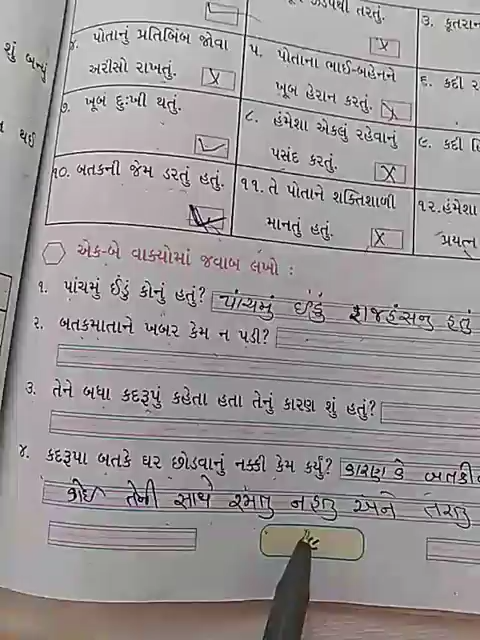 ઝડપથી તરતું.
૩. કૂતરાન
શું બન્યું
૪. પોતાનું પ્રતિબિંબ જોવા
અરીસો રાખતું. X
૫. પોતાના ભાઈ-બહેનને
ખૂબ હેરાન કરતું. X
૬. કદી
થઈ
૭. ખૂબ દુઃખી થતું.
૮. હંમેશા એકલું રહેવાનું
પસંદ કરતું. X
૯. કદી
૧૦. બતકની જેમ ડરતું હતું.
૧૧. તે પોતાને શક્તિશાળી
માનતું હતું. X
૧૨. હંમેશા
પ્રયત્ન
એક-બે વાક્યોમાં જવાબ લખો :
૧. પાંચમું ઈંડું કોનું હતું? પાંચમું ઈંડું રાજહંસનુ હતું
૨. બતકમાતાને ખબર કેમ ન પડી?
૩. તેને બધા કદરૂપું કહેતા હતા તેનું કારણ શું હતું?
૪. કદરૂપા બતકે ઘર છોડવાનું નક્કી કેમ કર્યું? કારણ કે
કોઈ તેની સાથે રમતુ નહતુ અને